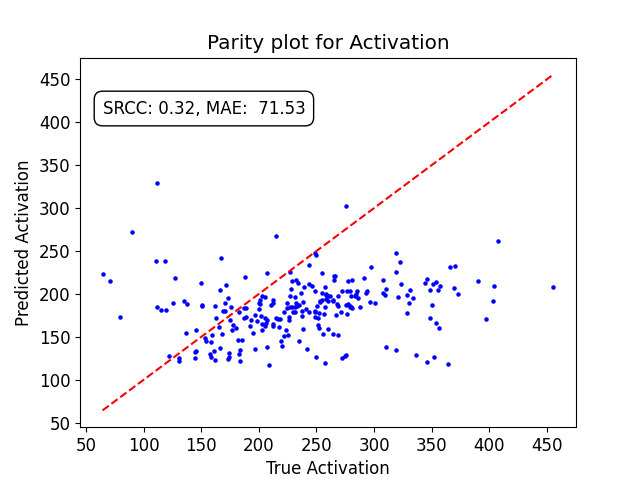 Parity plot for Activation
SRCC: 0.32, MAE:  71.53
Predicted Activation
450
400
350
300
250
200
150
100
50
50 100 150 200 250 300 350 400 450
True Activation